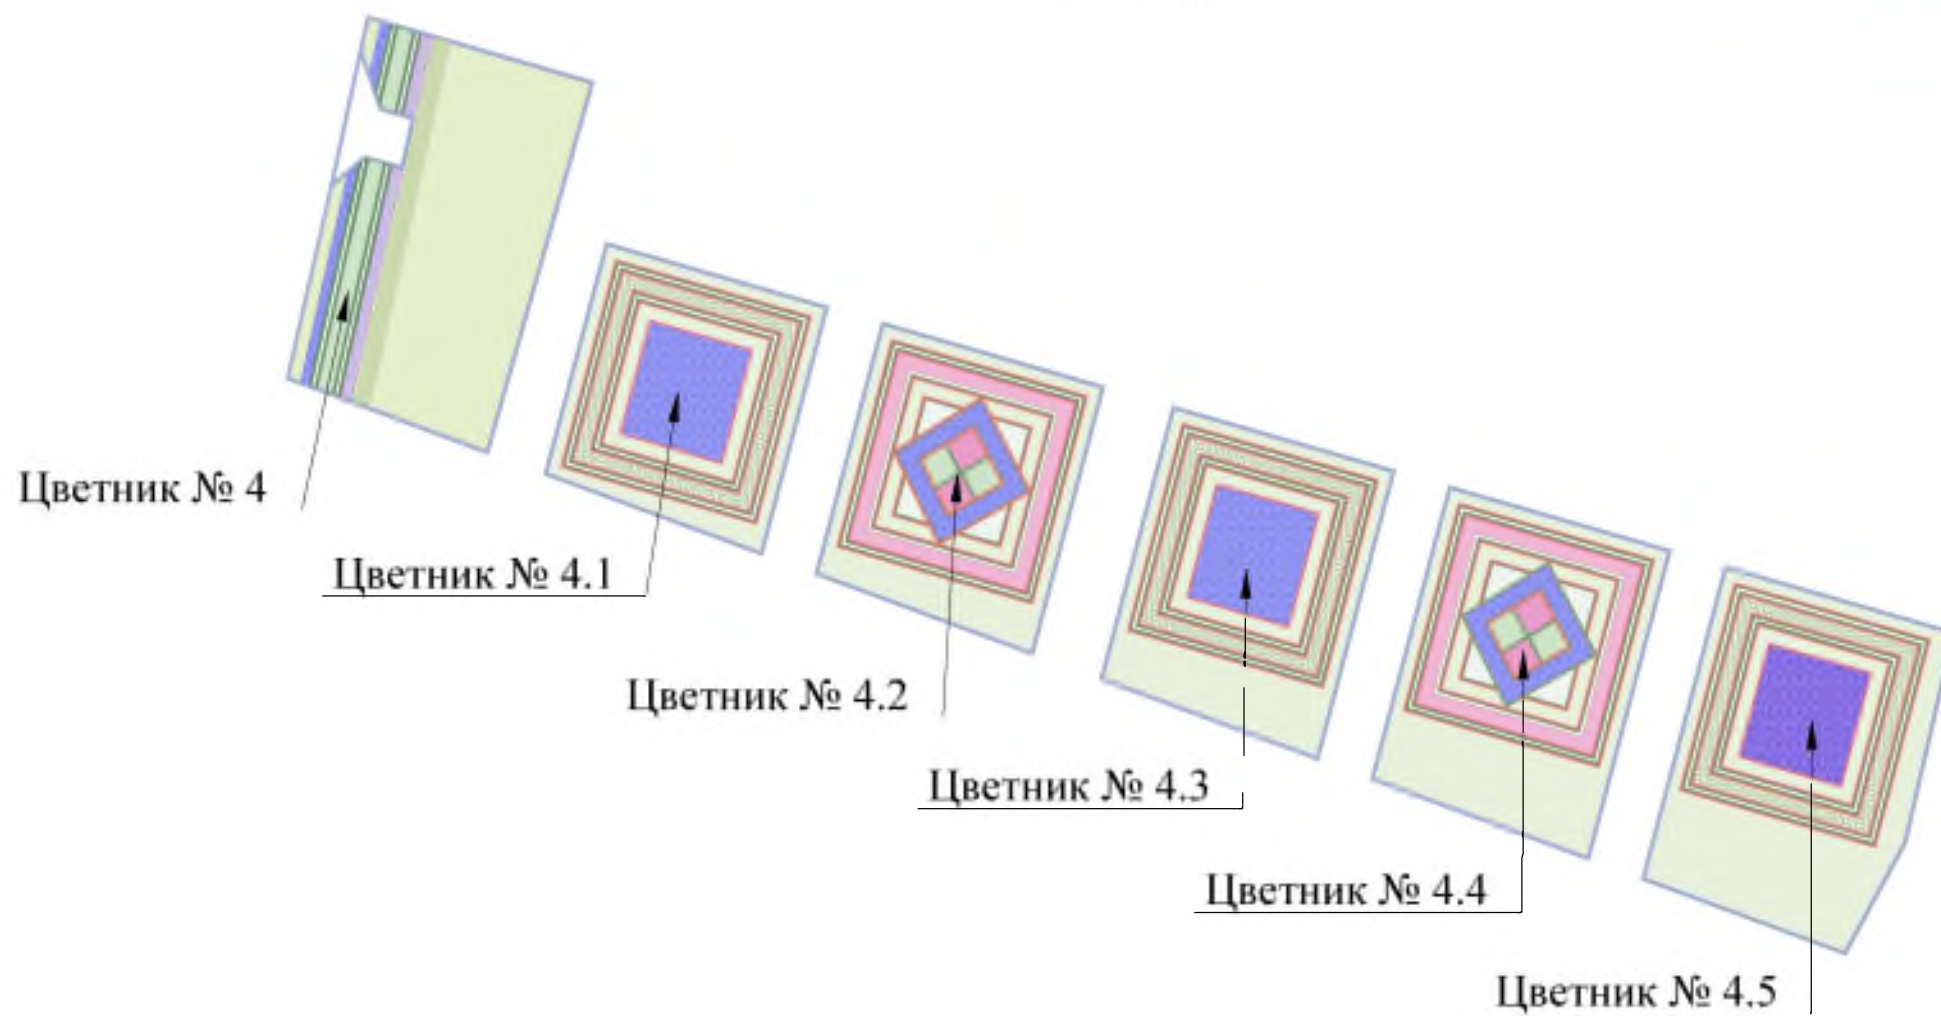 Цветник № 4
Цветник № 4.1
Цветник № 4.2
Цветник № 4.3
Цветник № 4.4
Цветник № 4.5